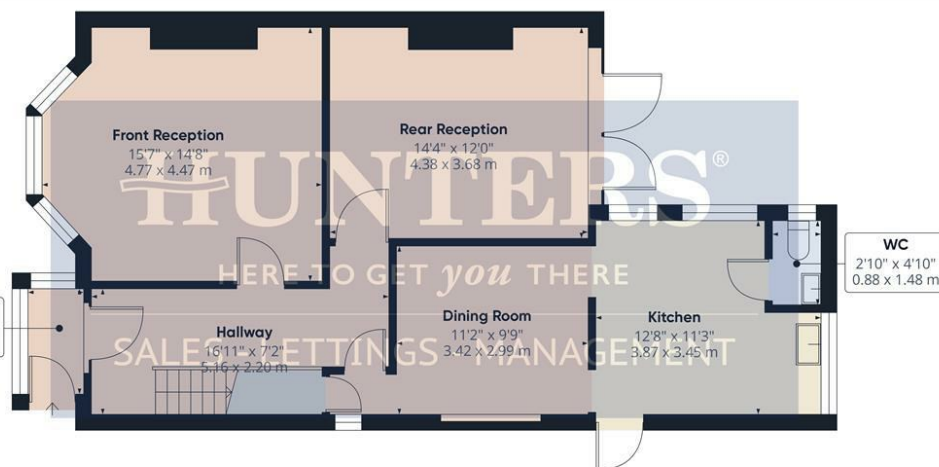 Front Reception
15'7" x 14'8"
4.77 x 4.47 m
Rear Reception
14'4" x 12'0"
4.38 x 3.68 m
HUNTERS®
HERE TO GET you THERE
SALES LETTINGS MANAGEMENT
WC
2'10" x 4'10"
0.88 x 1.48 m
Hallway
16'11" x 7'2"
5.16 x 2.20 m
Dining Room
11'2" x 9'9"
3.42 x 2.99 m
Kitchen
12'8" x 11'3"
3.87 x 3.45 m